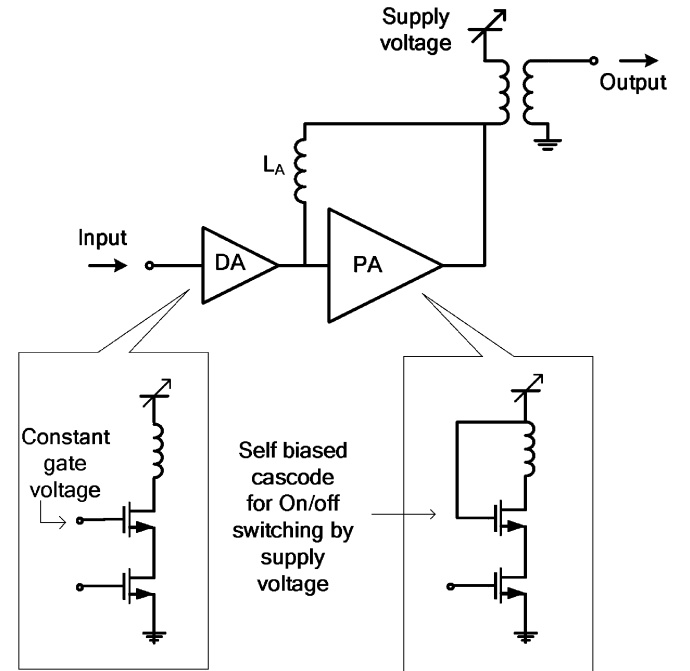 Supply
voltage
Output
LA
Input
DA
PA
Constant
gate
voltage
Self biased
cascode
for On/off
switching by
supply
voltage